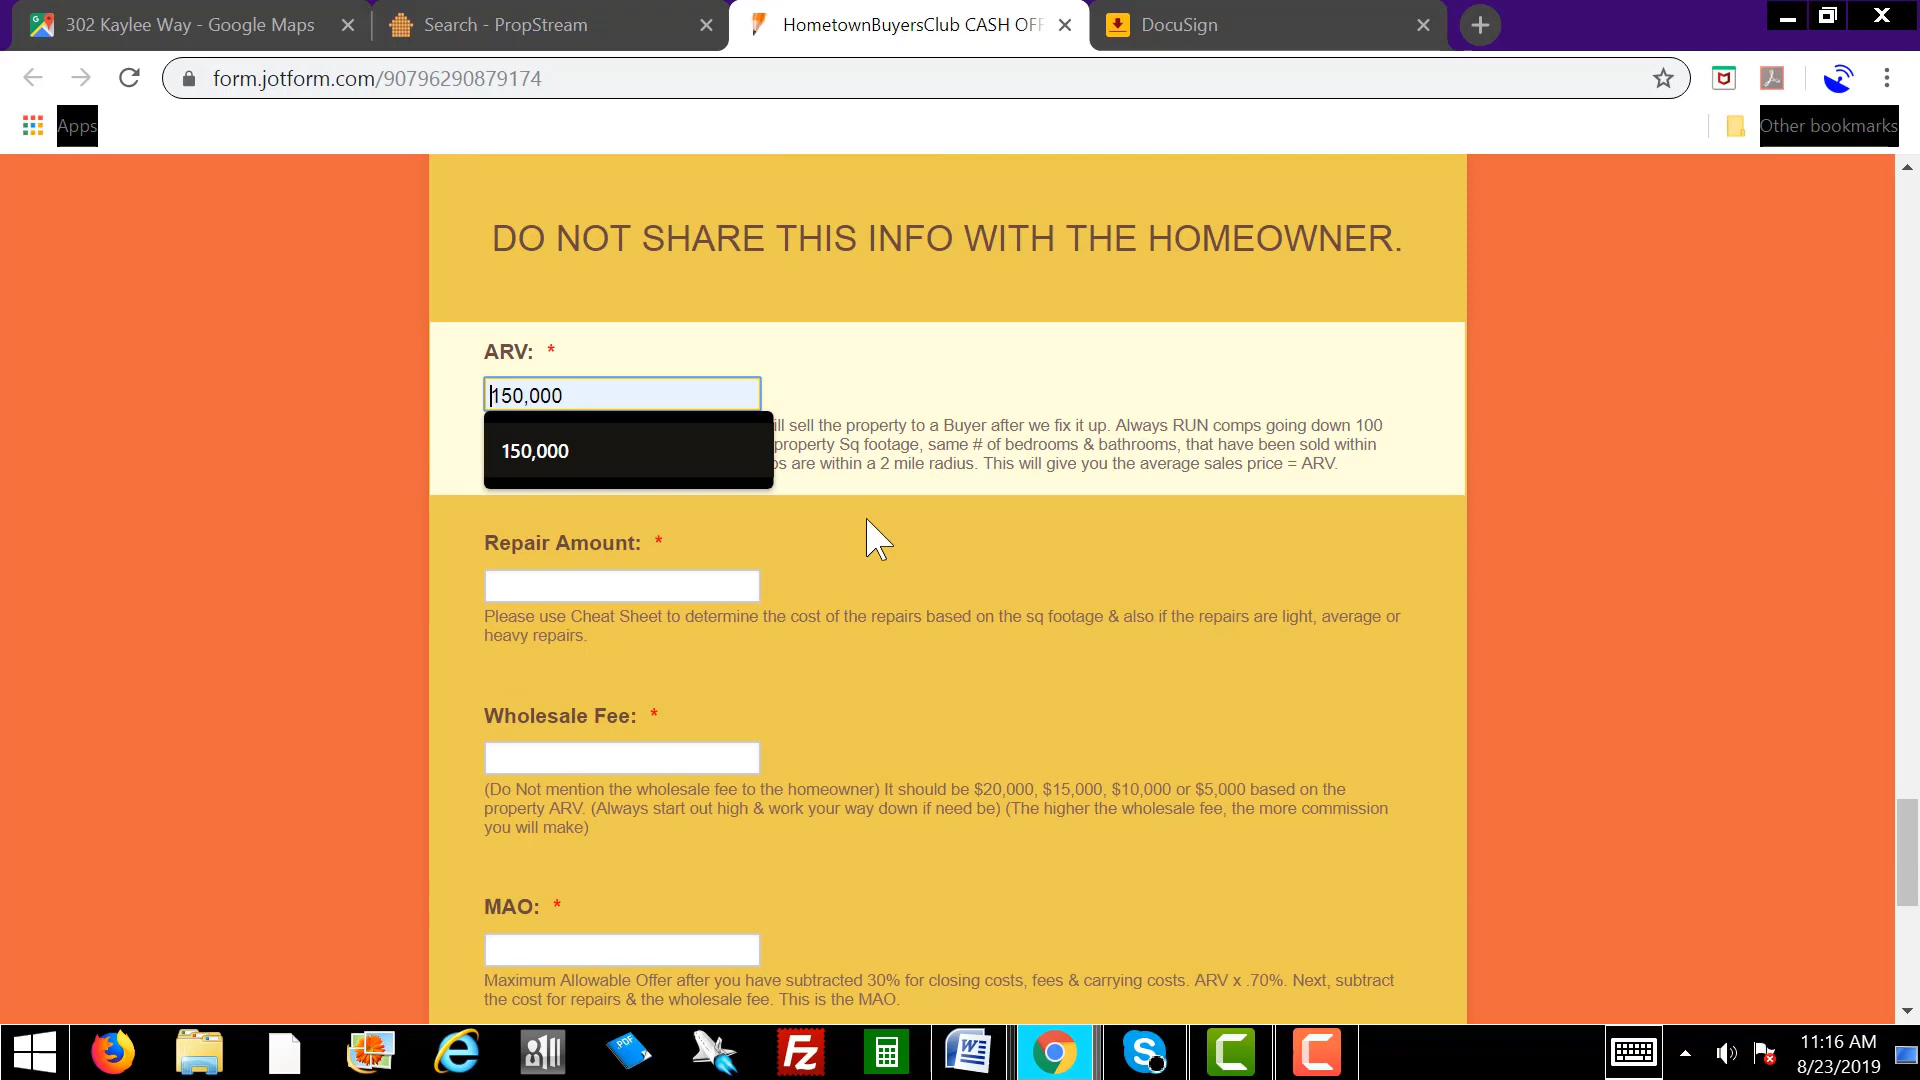 302 Kaylee Way - Google Maps
Search - PropStream
HometownBuyersClub CASH OFF
DocuSign
form.jotform.com/90796290879174
Apps
Other bookmarks
DO NOT SHARE THIS INFO WITH THE HOMEOWNER.
ARV: *
150,000
150,000
ill sell the property to a Buyer after we fix it up. Always RUN comps going down 100
property Sq footage, same # of bedrooms & bathrooms, that have been sold within
os are within a 2 mile radius. This will give you the average sales price = ARV.
Repair Amount: *
Please use Cheat Sheet to determine the cost of the repairs based on the sq footage & also if the repairs are light, average or
heavy repairs.
Wholesale Fee: *
(Do Not mention the wholesale fee to the homeowner) It should be $20,000, $15,000, $10,000 or $5,000 based on the
property ARV. (Always start out high & work your way down if need be) (The higher the wholesale fee, the more commission
you will make)
MAO: *
Maximum Allowable Offer after you have subtracted 30% for closing costs, fees & carrying costs. ARV x .70%. Next, subtract
the cost for repairs & the wholesale fee. This is the MAO.
11:16 AM
8/23/2019